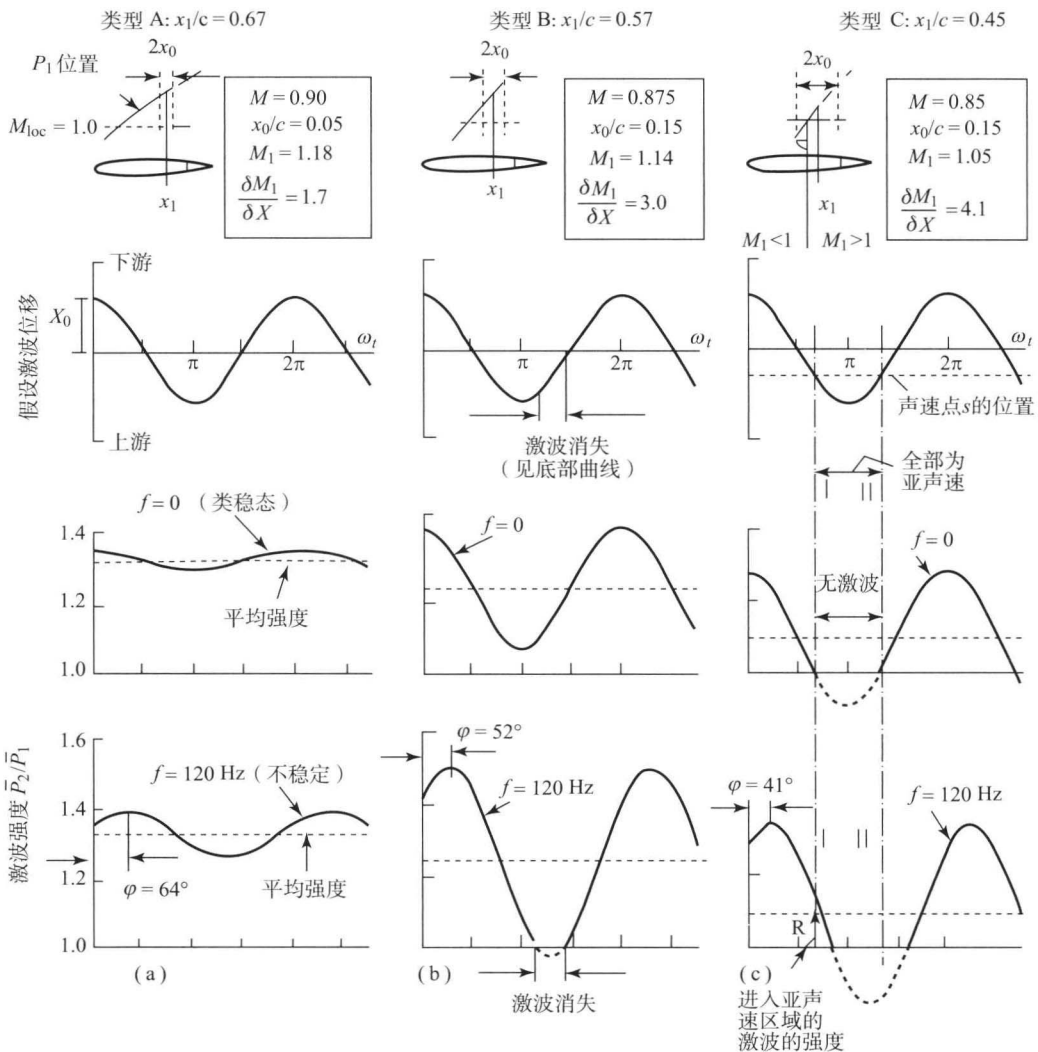 类型 A: x₁/c = 0.67
2x₀
P₁位置
M_loc = 1.0
x₁
M = 0.90
x₀/c = 0.05
M₁ = 1.18
δM₁/δX = 1.7
类型 B: x₁/c = 0.57
2x₀
x₁
M = 0.875
x₀/c = 0.15
M₁ = 1.14
δM₁/δX = 3.0
类型 C: x₁/c = 0.45
2x₀
x₁
M₁<1
M₁>1
M = 0.85
x₀/c = 0.15
M₁ = 1.05
δM₁/δX = 4.1
假设激波位移
X₀
下游
上游
π
2π
ω_t
π
2π
ω_t
激波消失
（见底部曲线）
π
2π
ω_t
声速点s的位置
全部为
亚声速
I
II
f = 0 （类稳态）
1.4
1.2
1.0
平均强度
f = 0
f = 0
无激波
激波强度 P̄₂/P̄₁
1.6
1.4
1.2
1.0
f = 120 Hz（不稳定）
φ = 64°
平均强度
(a)
φ = 52°
f = 120 Hz
(b)
激波消失
φ = 41°
f = 120 Hz
I
II
R
(c)
进入亚声
速区域的
激波的强度